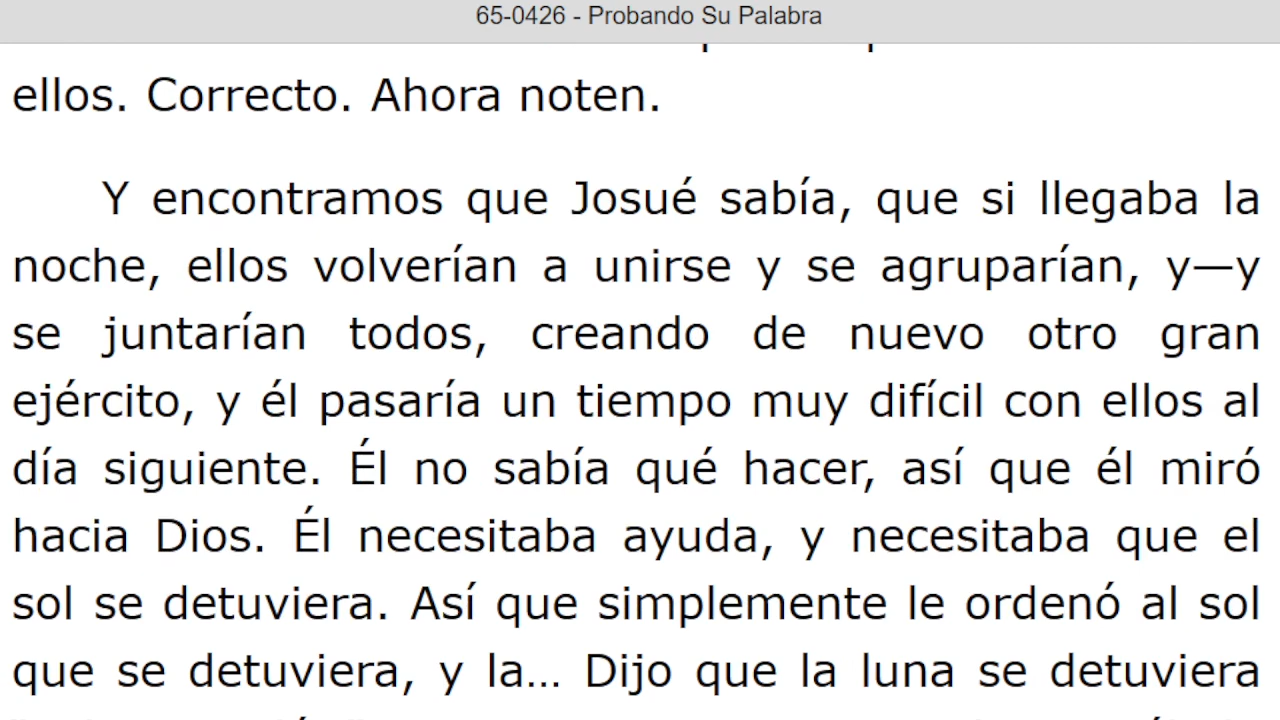 65-0426 - Probando Su Palabra
ellos. Correcto. Ahora noten.
Y encontramos que Josué sabía, que si llegaba la
noche, ellos volverían a unirse y se agruparían, y—y
se juntarían todos, creando de nuevo otro gran
ejército, y él pasaría un tiempo muy difícil con ellos al
día siguiente. Él no sabía qué hacer, así que él miró
hacia Dios. Él necesitaba ayuda, y necesitaba que el
sol se detuviera. Así que simplemente le ordenó al sol
que se detuviera, y la… Dijo que la luna se detuviera